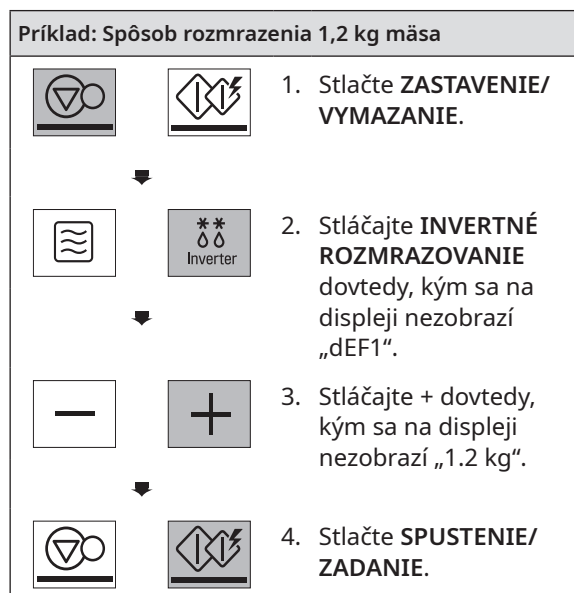 Príklad: Spôsob rozmrazenia 1,2 kg mäsa
1. Stlačte ZASTAVENIE/
VYMAZANIE.
Inverter
2. Stláčajte INVERTNÉ
ROZMRAZOVANIE
dovtedy, kým sa na
displeji nezobrazí
„dEF1“.
3. Stláčajte + dovtedy,
kým sa na displeji
nezobrazí „1.2 kg“.
4. Stlačte SPUSTENIE/
ZADANIE.